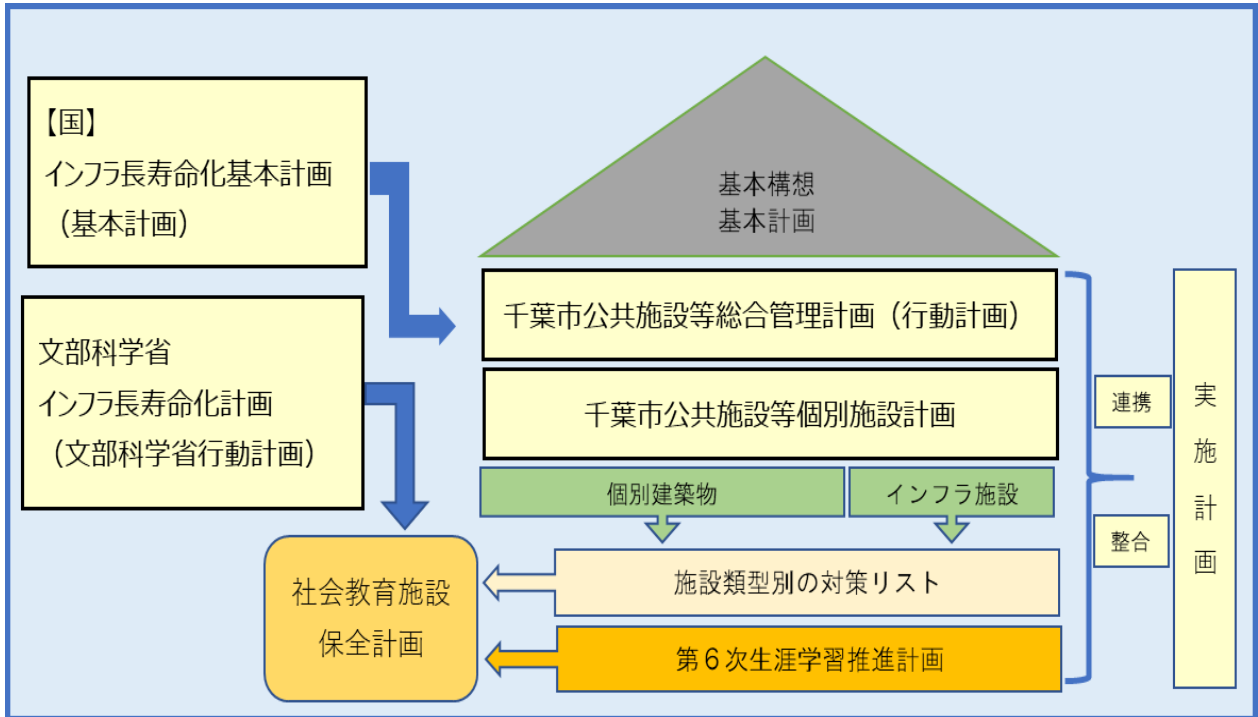 【国】
インフラ長寿命化基本計画
（基本計画）
文部科学省
インフラ長寿命化計画
（文部科学省行動計画）
基本構想
基本計画
千葉市公共施設等総合管理計画（行動計画）
千葉市公共施設等個別施設計画
個別建築物
インフラ施設
施設類型別の対策リスト
第６次生涯学習推進計画
社会教育施設
保全計画
連携
整合
実施計画